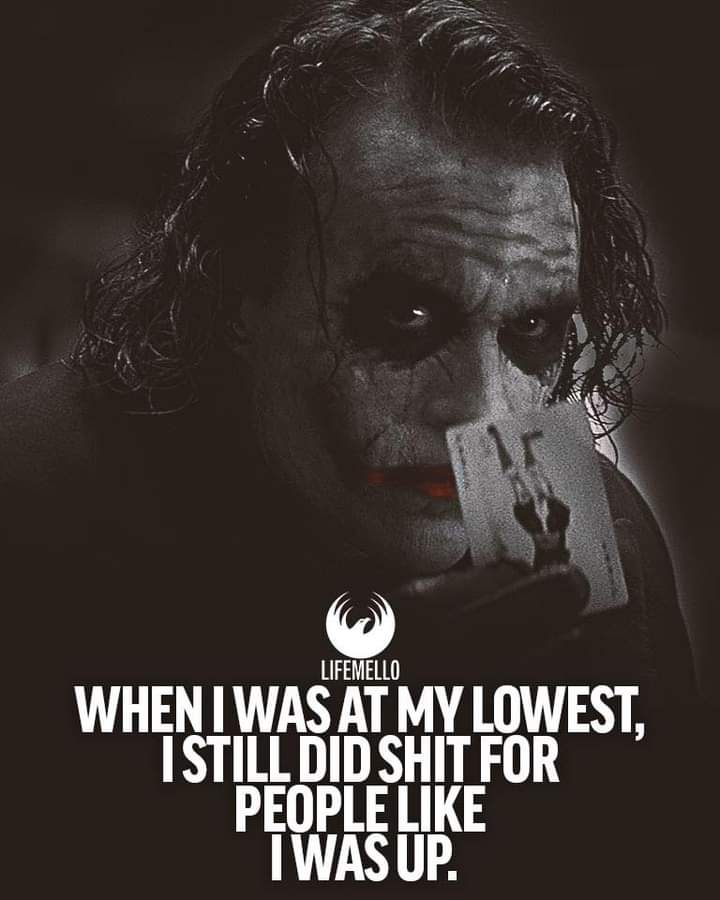 LIFEMELLO
WHEN I WAS AT MY LOWEST,
I STILL DID SHIT FOR
PEOPLE LIKE
I WAS UP.